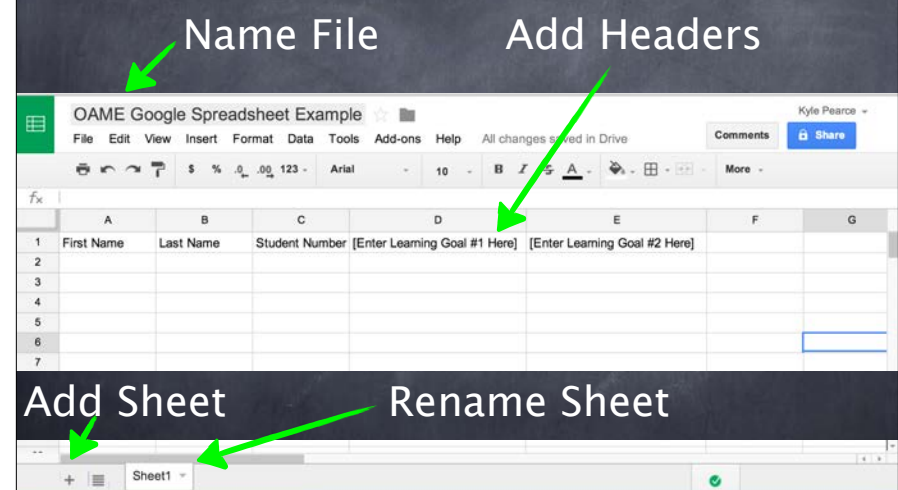 Name File Add Headers
OAME Google Spreadsheet Example
Kyle Pearce
File Edit View Insert Format Data Tools Add-ons Help All changes saved in Drive Comments Share
$ % .0 .00 123 Arial 10 B I S A More
fx
A B C D E F G
1 First Name Last Name Student Number [Enter Learning Goal #1 Here] [Enter Learning Goal #2 Here]
2
3
4
5
6
7
Add Sheet Rename Sheet
+ Sheet1